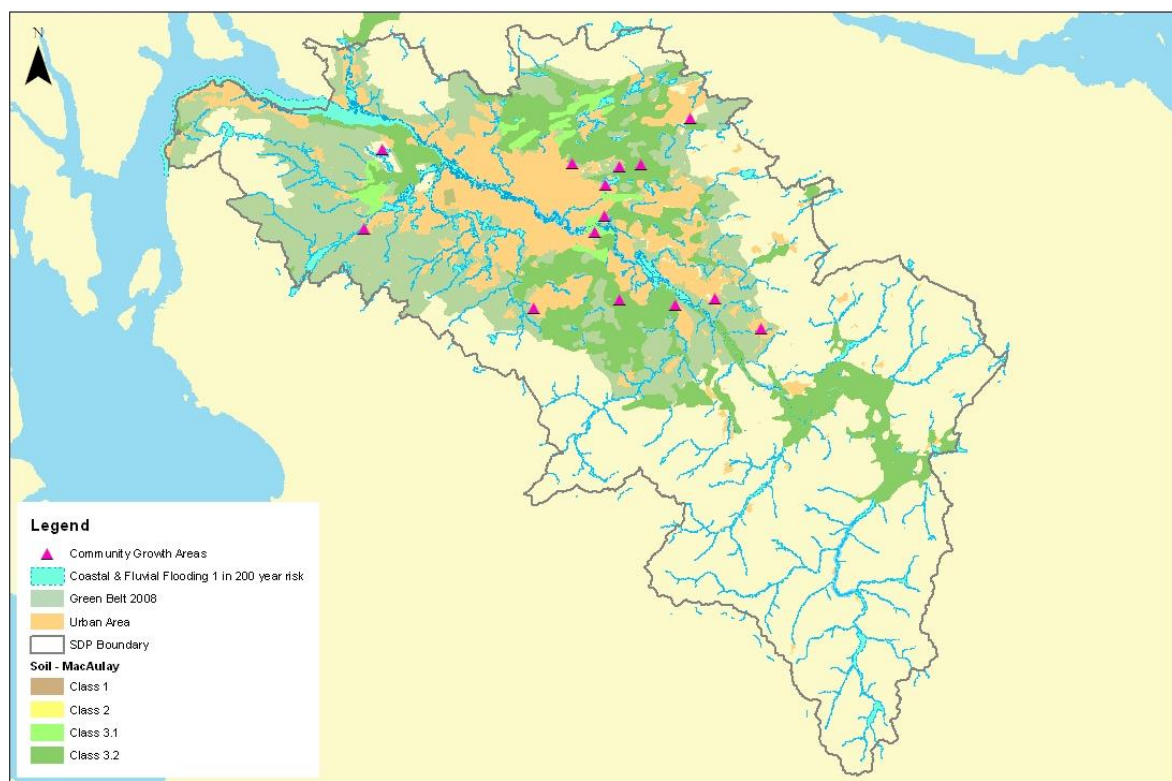 N
Legend
Community Growth Areas
Coastal & Fluvial Flooding 1 in 200 year risk
Green Belt 2008
Urban Area
SDP Boundary
Soil - MacAulay
Class 1
Class 2
Class 3.1
Class 3.2